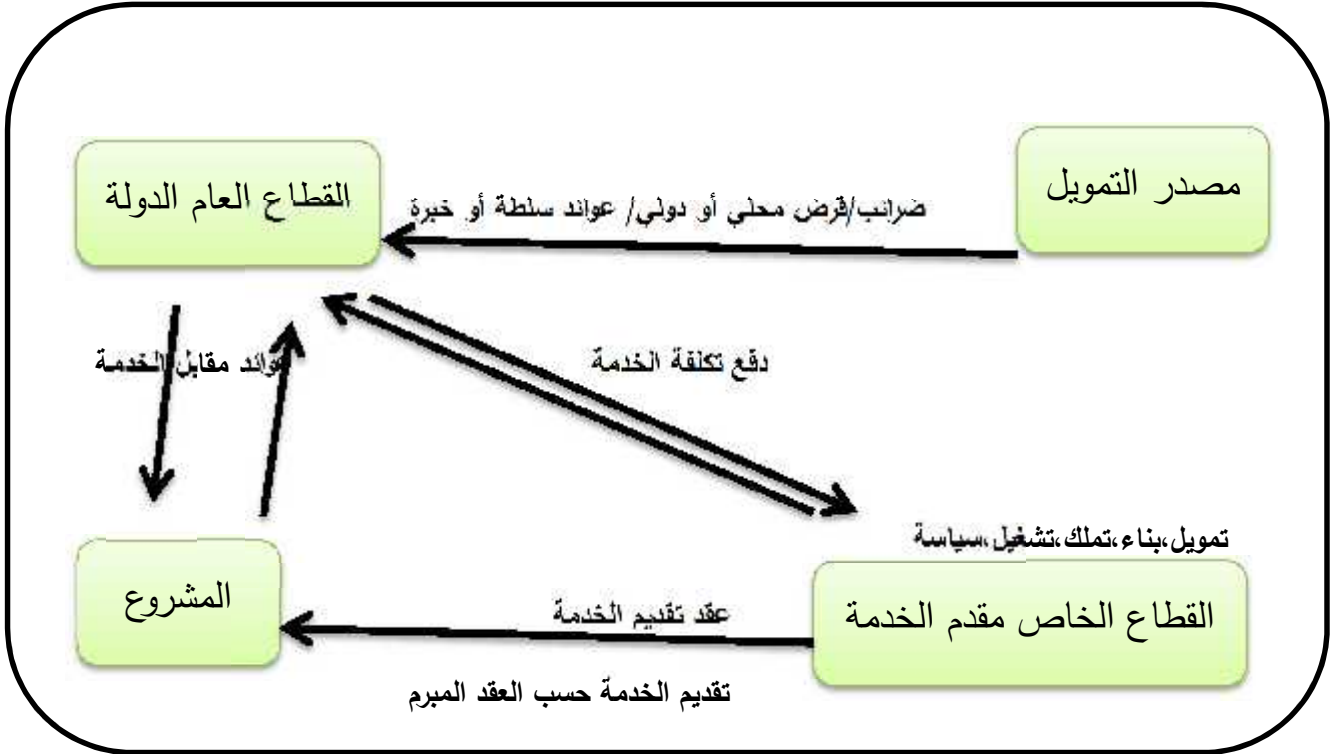 مصدر التمويل
القطاع العام الدولة
ضرائب/قرض محلي أو دولي/ عوائد سلطة أو خبرة
عوائد مقابل الخدمة
دفع تكلفة الخدمة
تمويل،بناء،تملك،تشغيل،سياسة
القطاع الخاص مقدم الخدمة
عقد تقديم الخدمة
المشروع
تقديم الخدمة حسب العقد المبرم